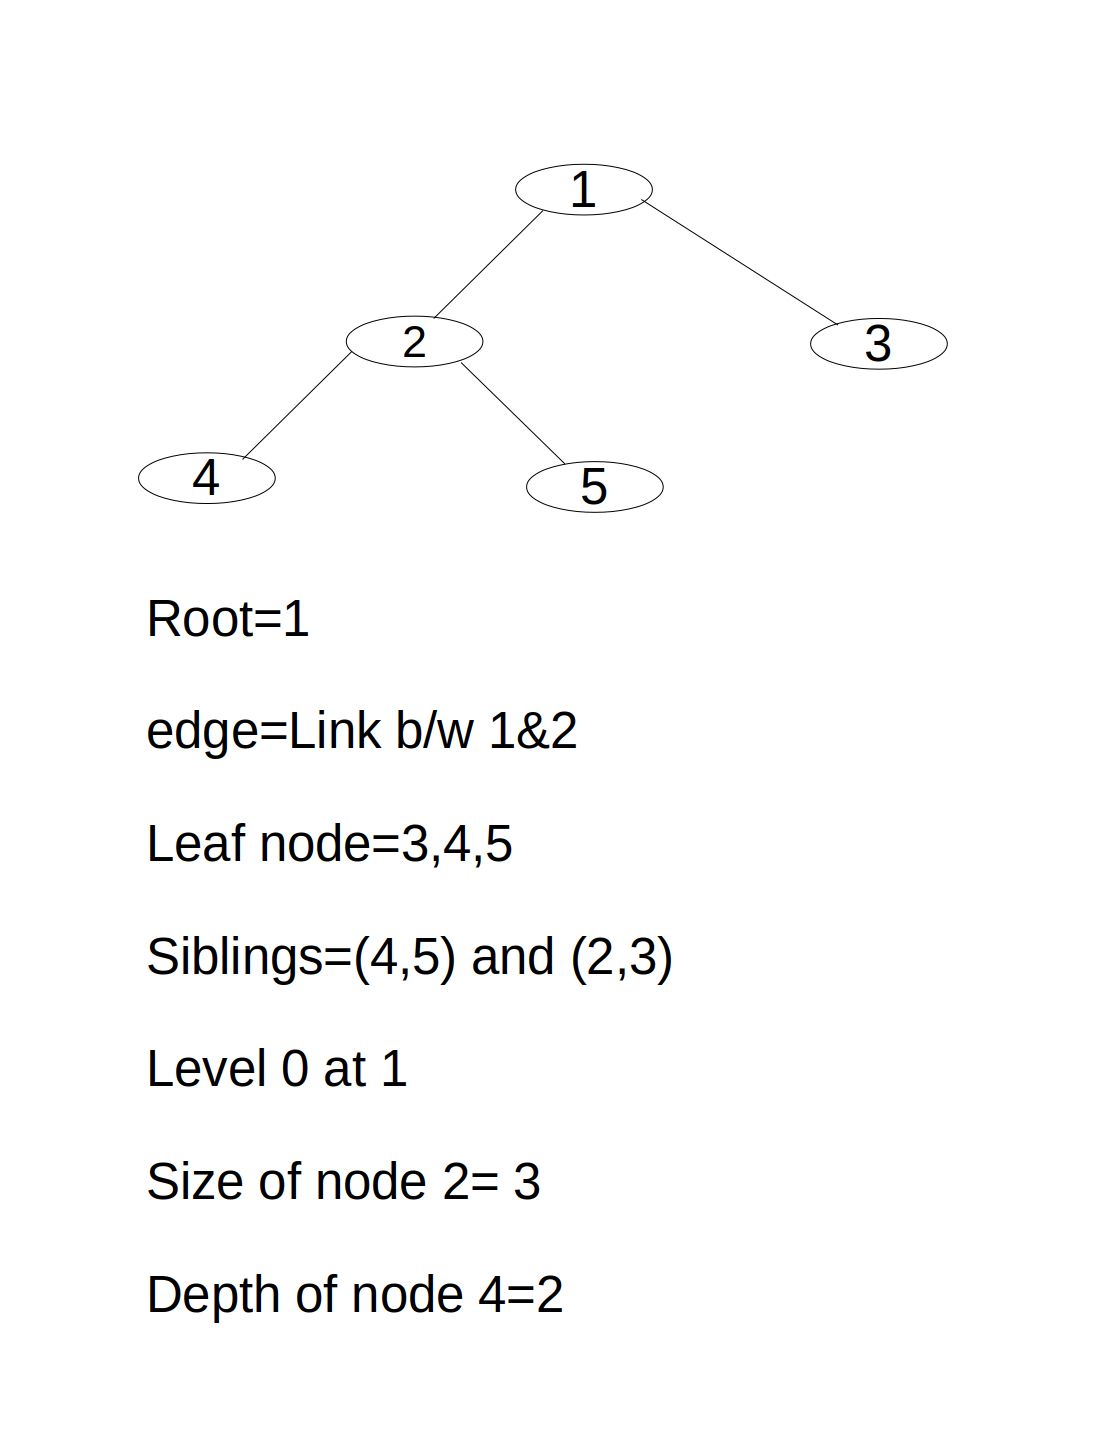 1
2
3
4
5
Root=1
edge=Link b/w 1&2
Leaf node=3,4,5
Siblings=(4,5) and (2,3)
Level 0 at 1
Size of node 2= 3
Depth of node 4=2